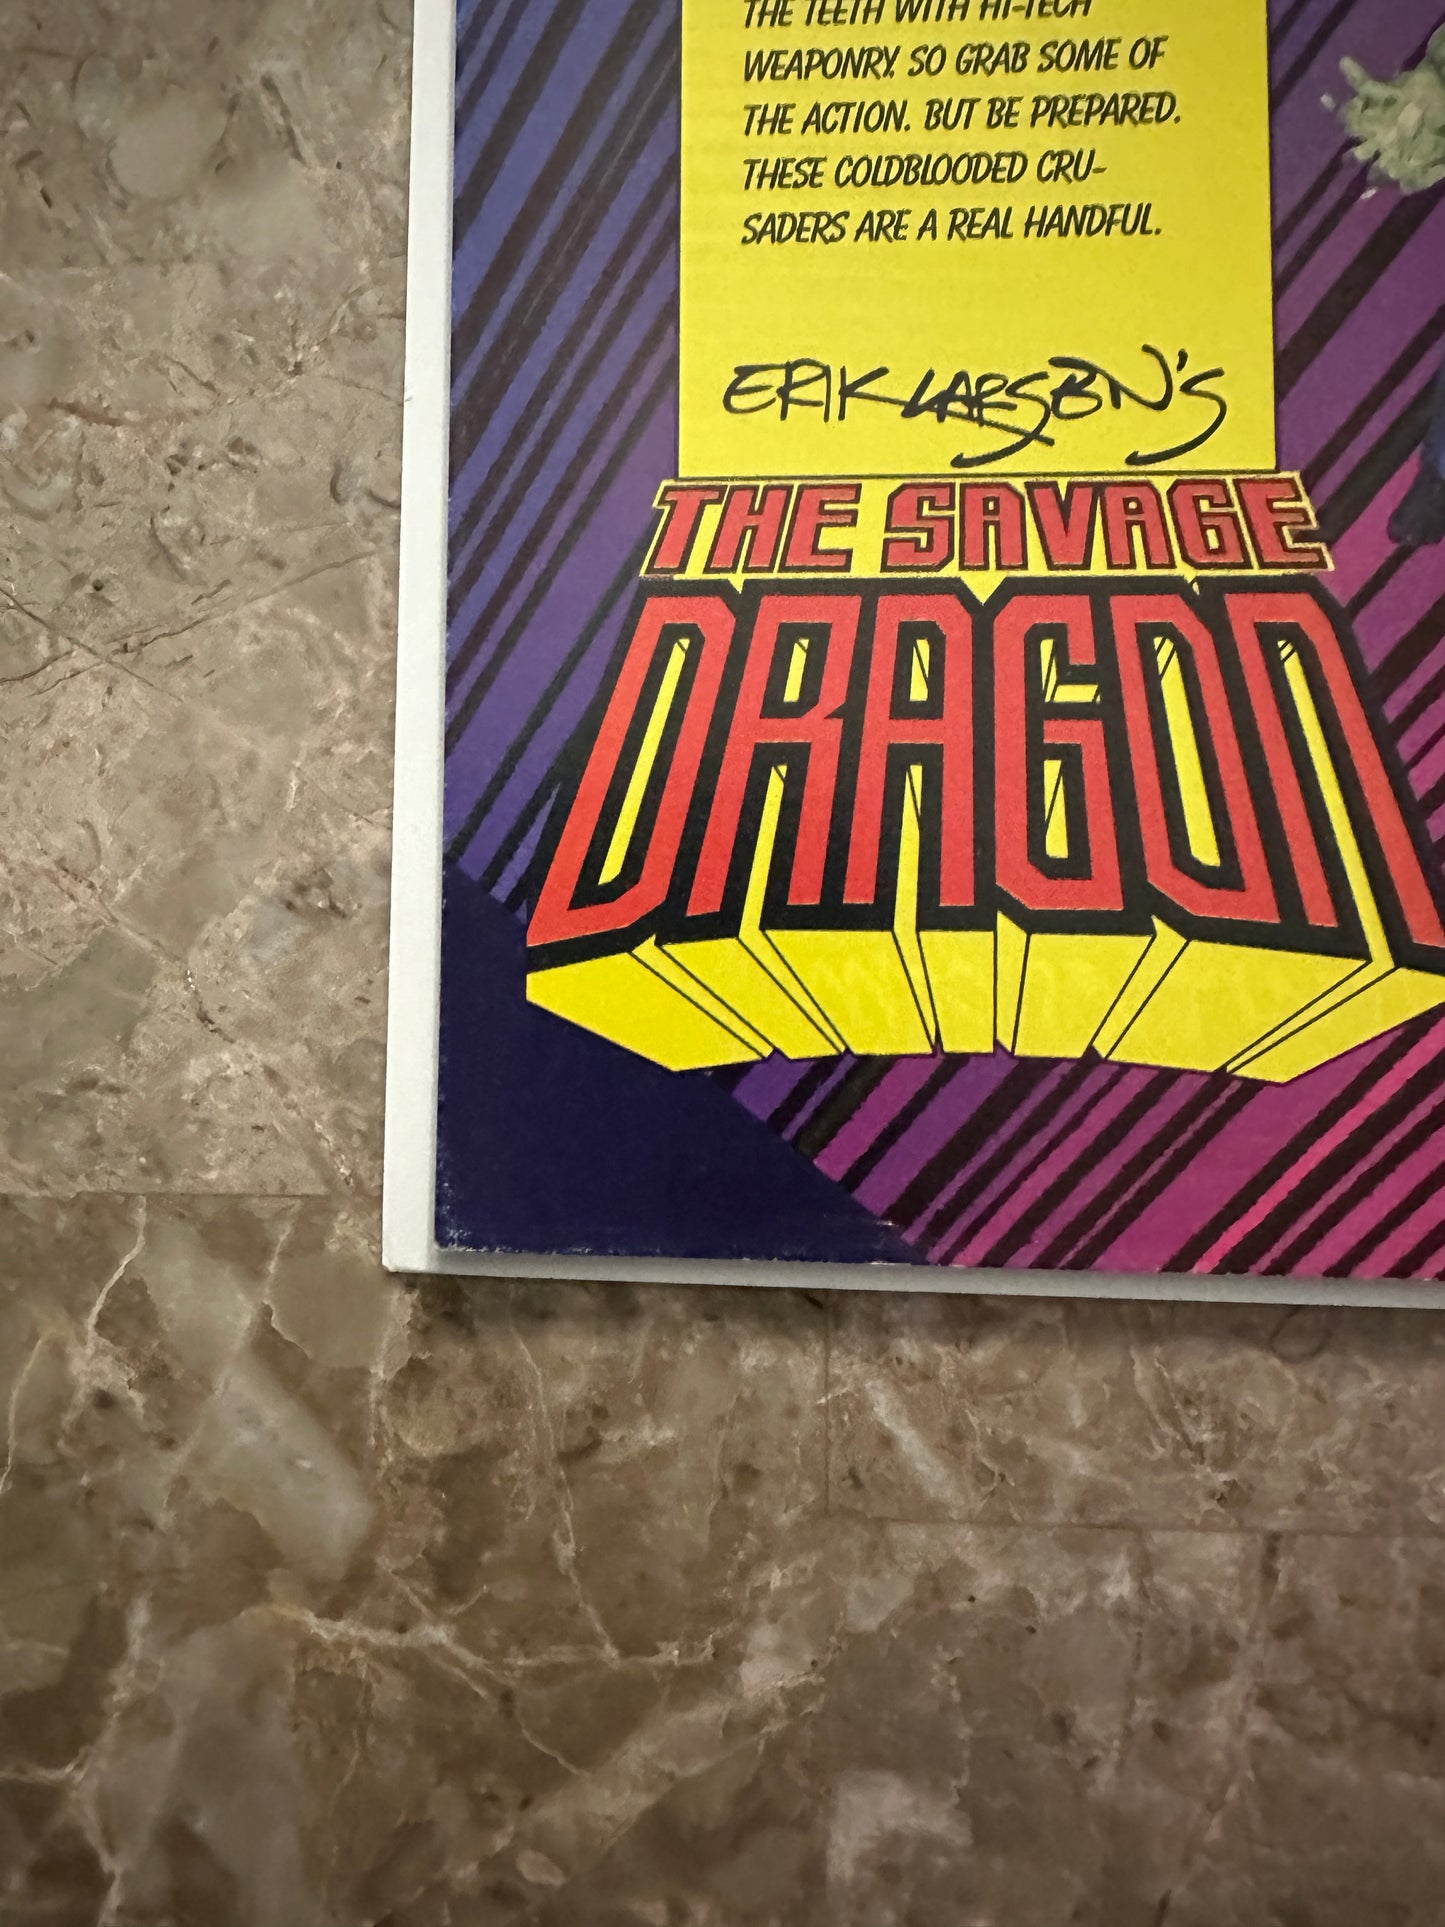 THE TEETH WITH HI-TECH
WEAPONRY. SO GRAB SOME OF
THE ACTION. BUT BE PREPARED.
THESE COLDBLOODED CRU-
SADERS ARE A REAL HANDFUL.
ERIK LARSEN'S
THE SAVAGE
DRAGON